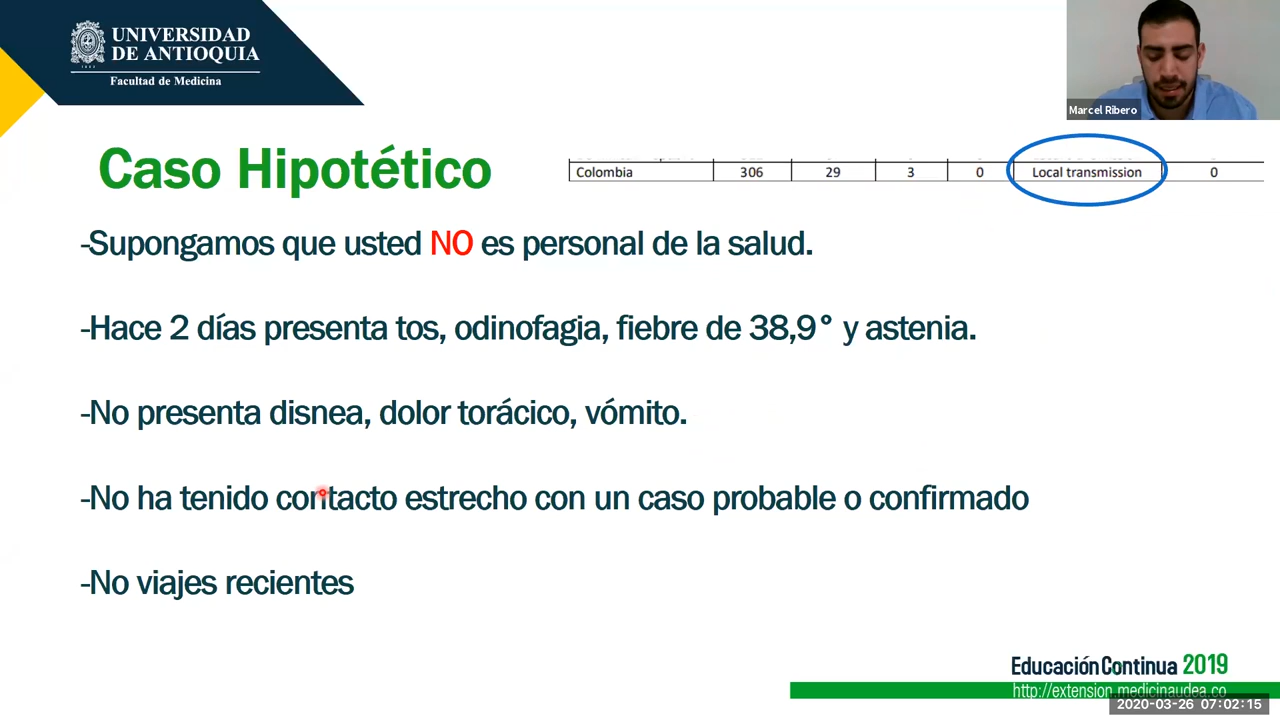 UNIVERSIDAD
DE ANTIOQUIA
Facultad de Medicina
Marcel Ribero
Caso Hipotético
Colombia 306 29 3 0 Local transmission 0
-Supongamos que usted NO es personal de la salud.
-Hace 2 días presenta tos, odinofagia, fiebre de 38,9° y astenia.
-No presenta disnea, dolor torácico, vómito.
-No ha tenido contacto estrecho con un caso probable o confirmado
-No viajes recientes
Educación Continua 2019
http://extension.medicinaudea.co
2020-03-26 07:02:15